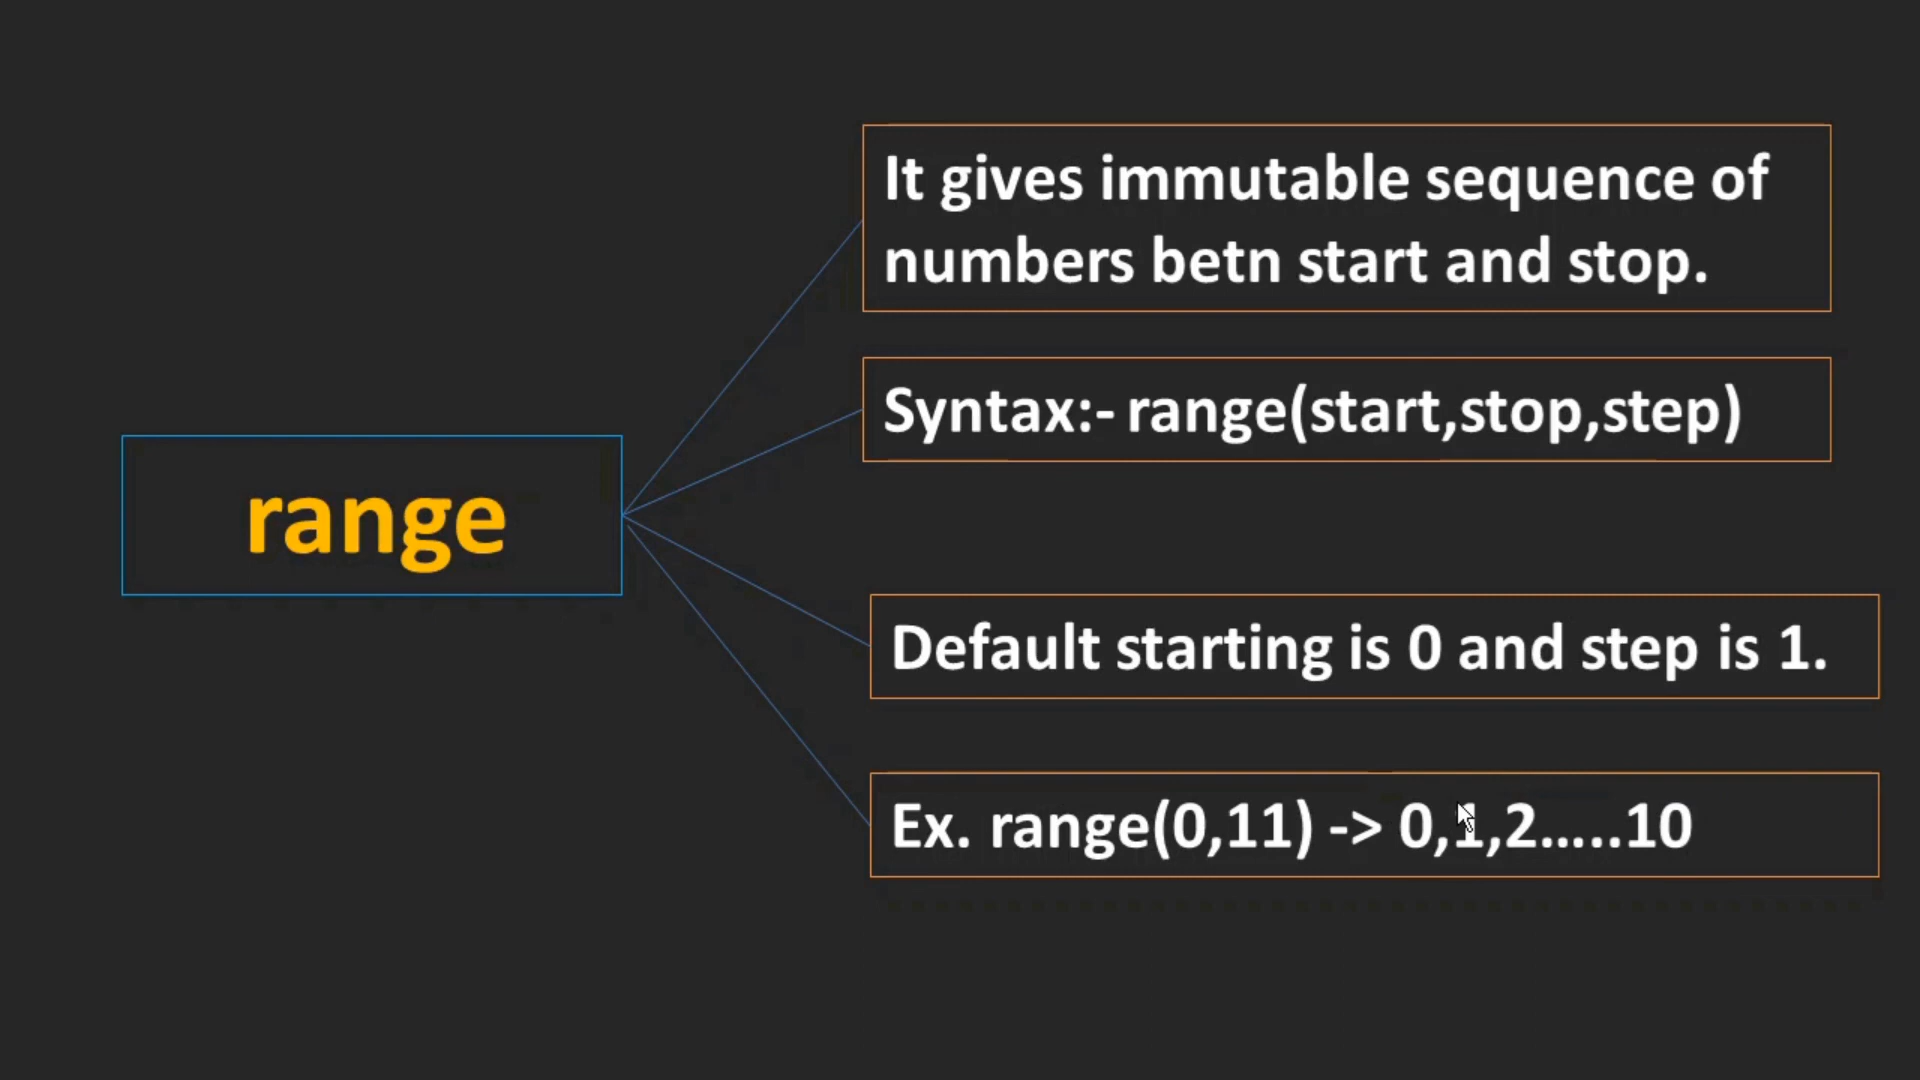 range
It gives immutable sequence of
numbers betn start and stop.
Syntax:- range(start,stop,step)
Default starting is 0 and step is 1.
Ex. range(0,11) -> 0,1,2.....10